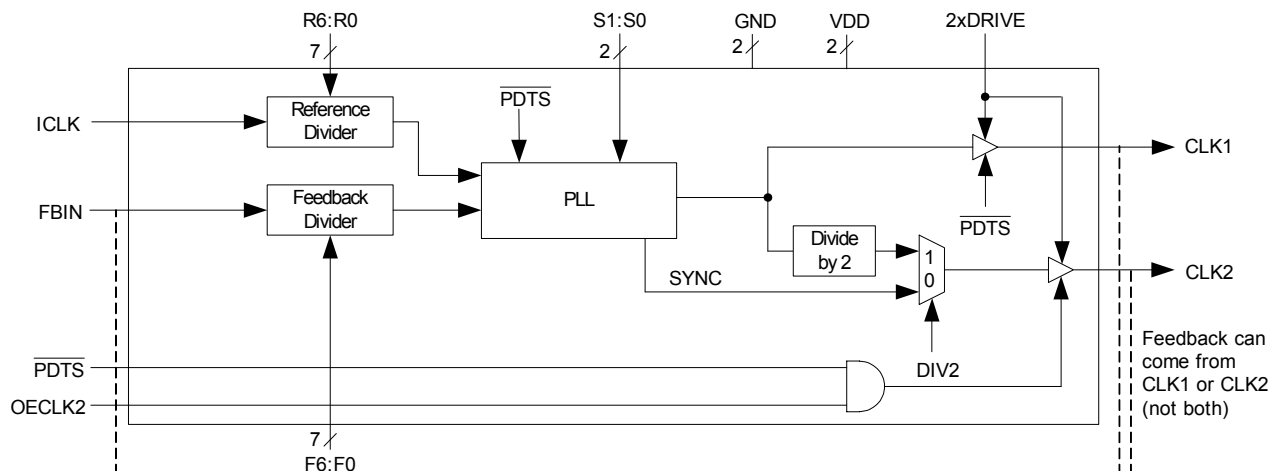 R6:R0
S1:S0
GND
VDD
2xDRIVE
7
2
2
2
PDTS
ICLK
Reference
Divider
CLK1
FBIN
Feedback
Divider
PLL
PDTS
Divide
by 2
1
0
CLK2
SYNC
PDTS
DIV2
OECLK2
Feedback can
come from
CLK1 or CLK2
(not both)
7
F6:F0